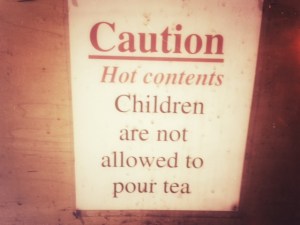 Caution
Hot contents
Children
are not
allowed to
pour tea